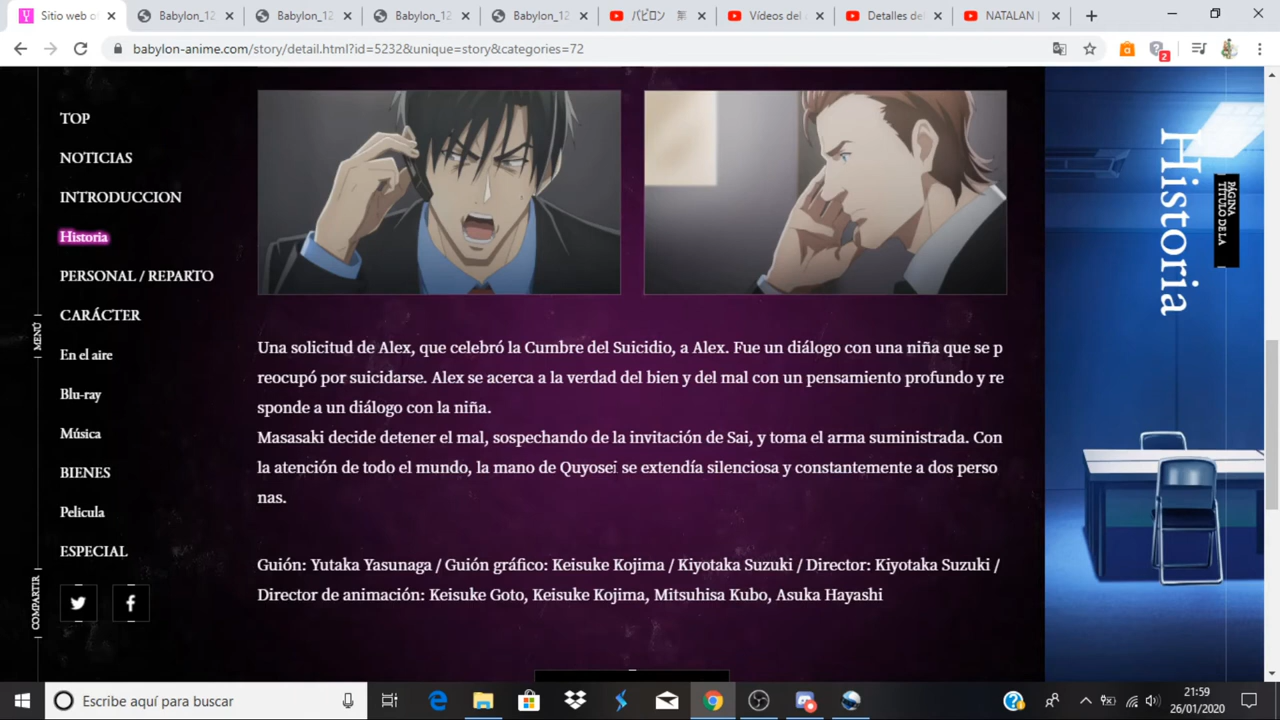 Sitio web of
Babylon_12
Babylon_12
Babylon_12
Babylon_12
バビロン 第
Vídeos del
Detalles del
NATALAN |
babylon-anime.com/story/detail.html?id=5232&unique=story&categories=72
2
TOP
NOTICIAS
INTRODUCCION
Historia
PERSONAL / REPARTO
CARÁCTER
En el aire
Blu-ray
Música
BIENES
Pelicula
ESPECIAL
MENÚ
COMPARTIR
Una solicitud de Alex, que celebró la Cumbre del Suicidio, a Alex. Fue un diálogo con una niña que se p
reocupó por suicidarse. Alex se acerca a la verdad del bien y del mal con un pensamiento profundo y re
sponde a un diálogo con la niña.
Masasaki decide detener el mal, sospechando de la invitación de Sai, y toma el arma suministrada. Con
la atención de todo el mundo, la mano de Quyosei se extendía silenciosa y constantemente a dos perso
nas.
Guión: Yutaka Yasunaga / Guión gráfico: Keisuke Kojima / Kiyotaka Suzuki / Director: Kiyotaka Suzuki /
Director de animación: Keisuke Goto, Keisuke Kojima, Mitsuhisa Kubo, Asuka Hayashi
Historia
PÁGINA
TÍTULO DE LA
Escribe aquí para buscar
21:59
26/01/2020